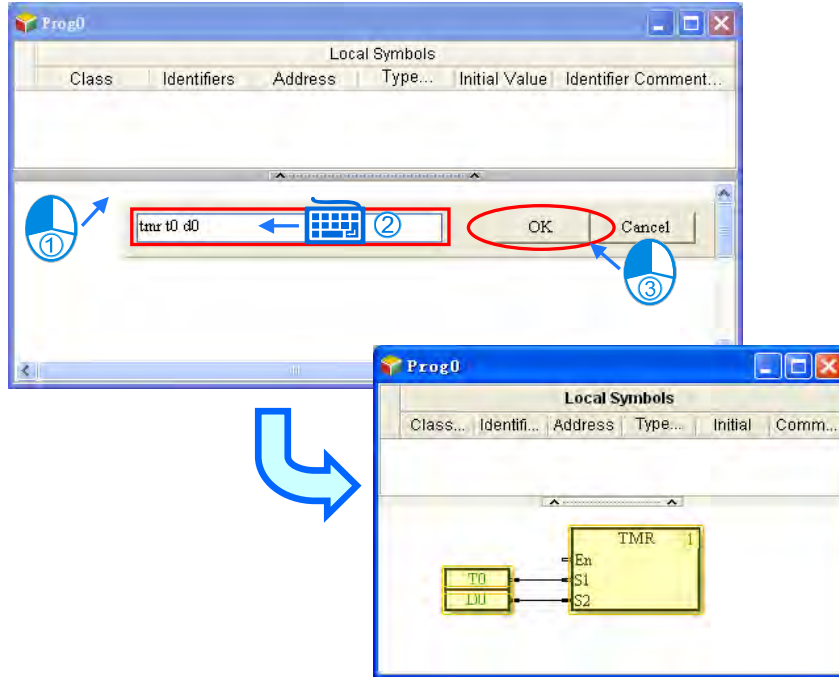 Prog0
Local Symbols
Class Identifiers Address Type... Initial Value Identifier Comment...
① tmr t0 d0 ② OK Cancel
③
Prog0
Local Symbols
Class... Identifi... Address Type... Initial Comm...
TMR 1
En
T0 S1
D0 S2